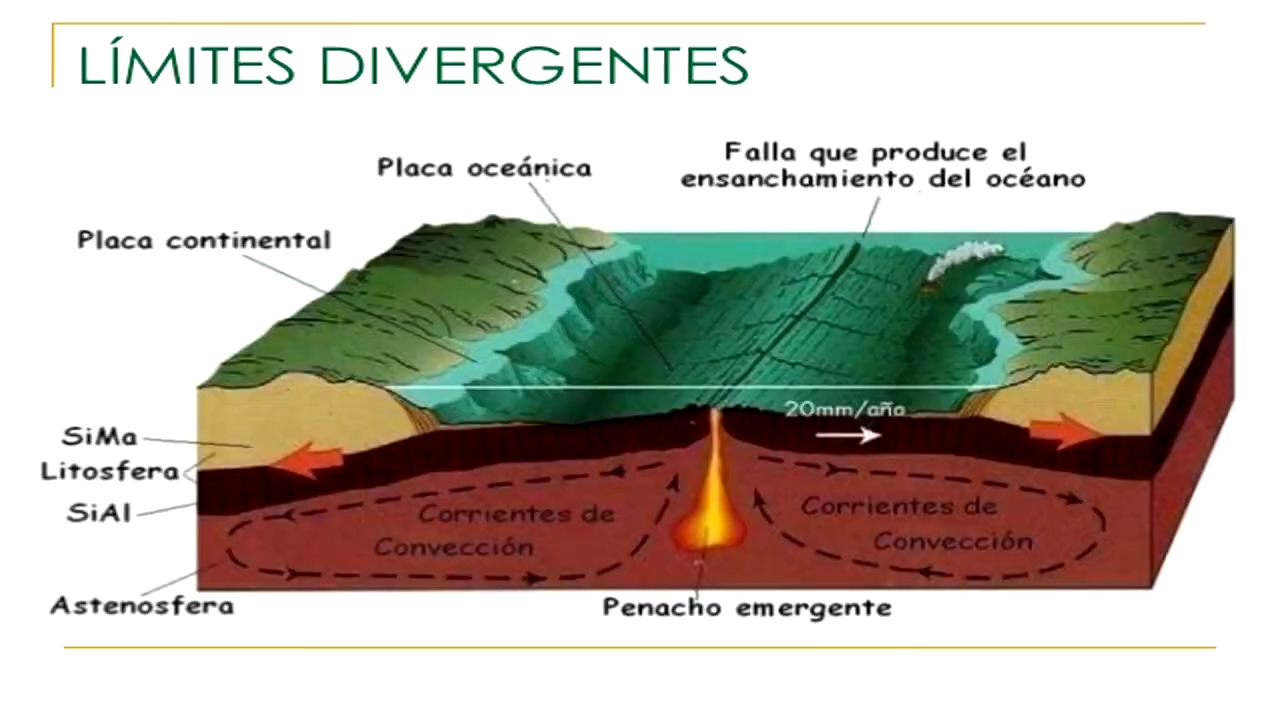 LÍMITES DIVERGENTES
Falla que produce el
ensanchamiento del océano
Placa oceánica
Placa continental
20mm/año
SiMa
Litosfera
SiAl
Corrientes de
Convección
Corrientes de
Convección
Astenosfera
Penacho emergente